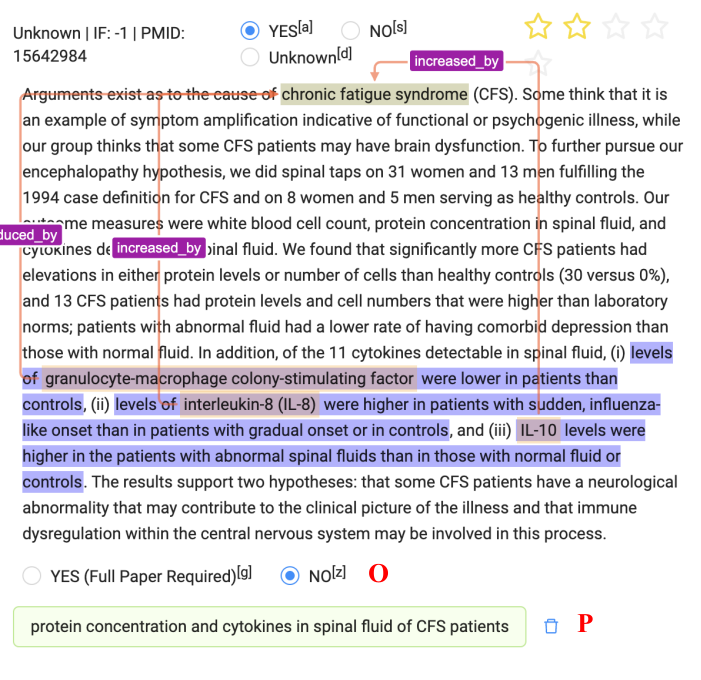 Unknown | IF: -1 | PMID:
15642984
YES[a]
NO[s]
Unknown[d]
increased_by
Arguments exist as to the cause of chronic fatigue syndrome (CFS). Some think that it is
an example of symptom amplification indicative of functional or psychogenic illness, while
our group thinks that some CFS patients may have brain dysfunction. To further pursue our
encephalopathy hypothesis, we did spinal taps on 31 women and 13 men fulfilling the
1994 case definition for CFS and on 8 women and 5 men serving as healthy controls. Our
outcome measures were white blood cell count, protein concentration in spinal fluid, and
duced_by
cytokines de
increased_by
pinal fluid. We found that significantly more CFS patients had
elevations in either protein levels or number of cells than healthy controls (30 versus 0%),
and 13 CFS patients had protein levels and cell numbers that were higher than laboratory
norms; patients with abnormal fluid had a lower rate of having comorbid depression than
those with normal fluid. In addition, of the 11 cytokines detectable in spinal fluid, (i) levels
of granulocyte-macrophage colony-stimulating factor were lower in patients than
controls, (ii) levels of interleukin-8 (IL-8) were higher in patients with sudden, influenza-
like onset than in patients with gradual onset or in controls, and (iii) IL-10 levels were
higher in the patients with abnormal spinal fluids than in those with normal fluid or
controls. The results support two hypotheses: that some CFS patients have a neurological
abnormality that may contribute to the clinical picture of the illness and that immune
dysregulation within the central nervous system may be involved in this process.
YES (Full Paper Required)[g]
NO[z]
O
protein concentration and cytokines in spinal fluid of CFS patients
P